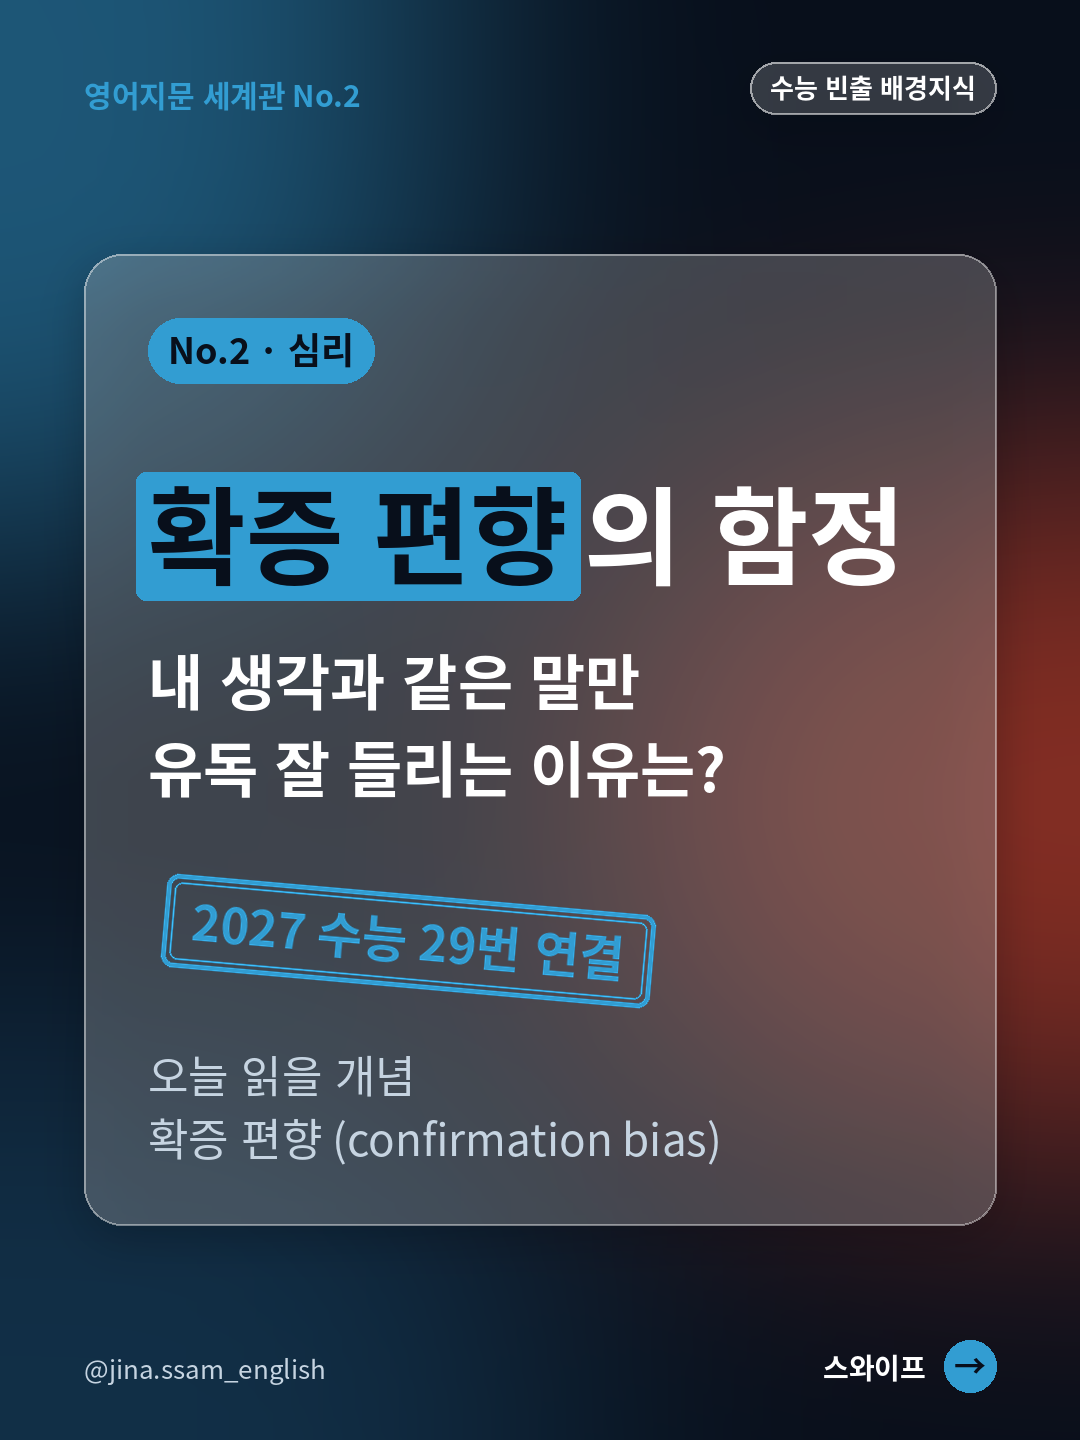 영어지문 세계관 No.2
수능 빈출 배경지식
No.2 · 심리
확증 편향의 함정
내 생각과 같은 말만
유독 잘 들리는 이유는?
2027 수능 29번 연결
오늘 읽을 개념
확증 편향 (confirmation bias)
@jina.ssam_english
스와이프 →